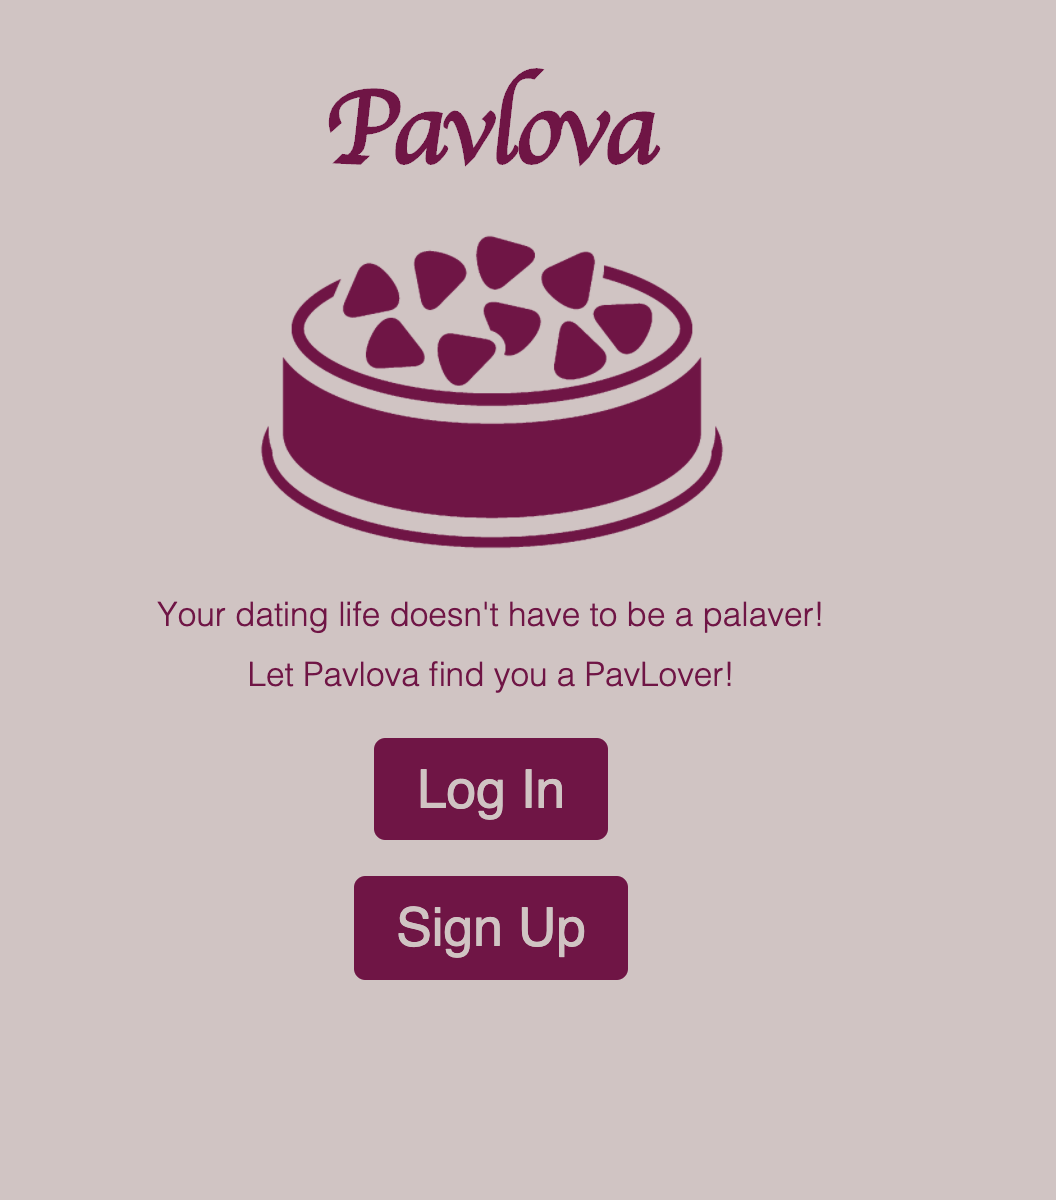 Pavlova
Your dating life doesn't have to be a palaver!
Let Pavlova find you a PavLover!
Log In
Sign Up